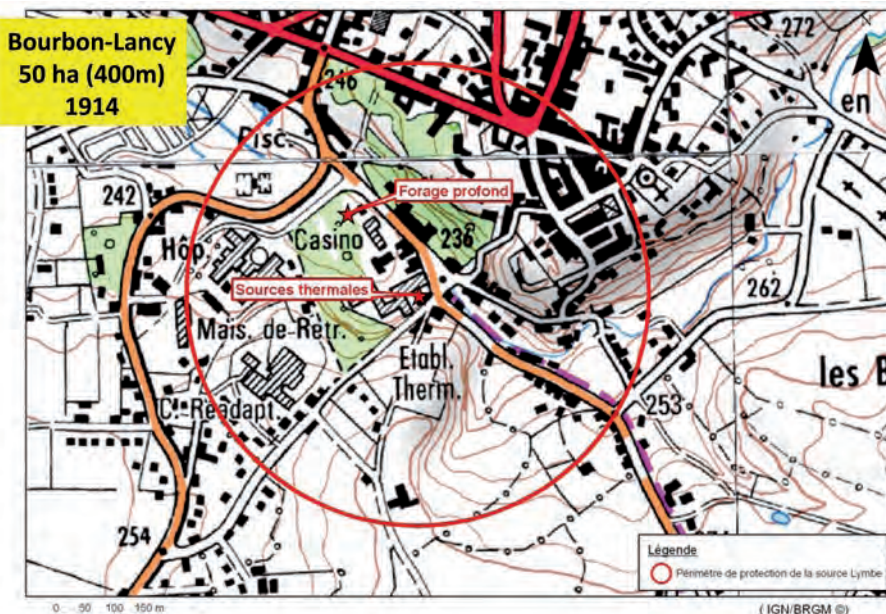 Bourbon-Lancy
50 ha (400m)
1914
272
246
en
Disc.
N
Forage profond
242
Casino
236
Hôp.
Sources thermales
262
Mais. de Retr.
Etabl.
Therm.
les B
C. Réadapt.
253
254
Légende
Périmètre de protection de la source Lymbe
0 50 100 150 m
( IGN/BRGM ©)